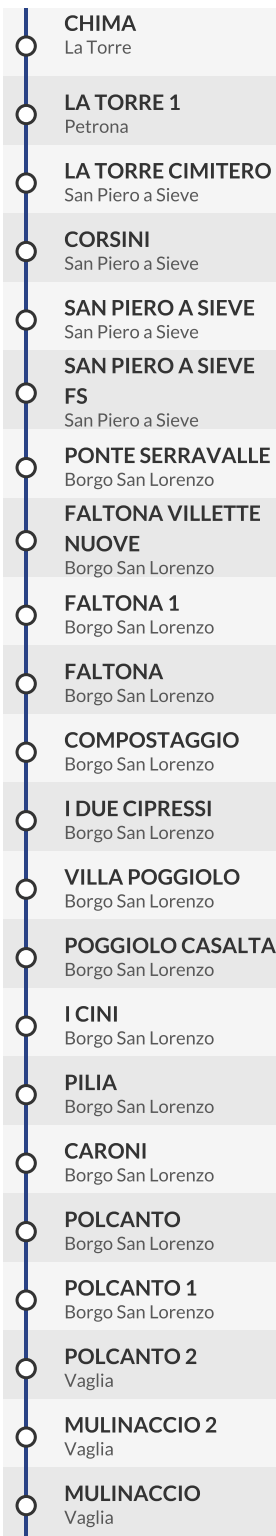 CHIMA
La Torre
LA TORRE 1
Petrona
LA TORRE CIMITERO
San Piero a Sieve
CORSINI
San Piero a Sieve
SAN PIERO A SIEVE
San Piero a Sieve
SAN PIERO A SIEVE
FS
San Piero a Sieve
PONTE SERRAVALLE
Borgo San Lorenzo
FALTONA VILLETTE
NUOVE
Borgo San Lorenzo
FALTONA 1
Borgo San Lorenzo
FALTONA
Borgo San Lorenzo
COMPOSTAGGIO
Borgo San Lorenzo
I DUE CIPRESSI
Borgo San Lorenzo
VILLA POGGIOLO
Borgo San Lorenzo
POGGIOLO CASALTA
Borgo San Lorenzo
I CINI
Borgo San Lorenzo
PILIA
Borgo San Lorenzo
CARONI
Borgo San Lorenzo
POLCANTO
Borgo San Lorenzo
POLCANTO 1
Borgo San Lorenzo
POLCANTO 2
Vaglia
MULINACCIO 2
Vaglia
MULINACCIO
Vaglia